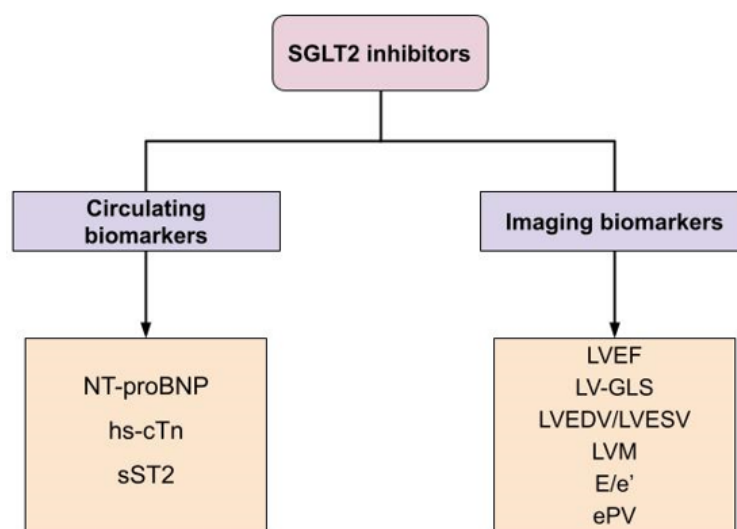 SGLT2 inhibitors
Circulating
biomarkers
Imaging biomarkers
NT-proBNP
hs-cTn
sST2
LVEF
LV-GLS
LVEDV/LVESV
LVM
E/e’
ePV